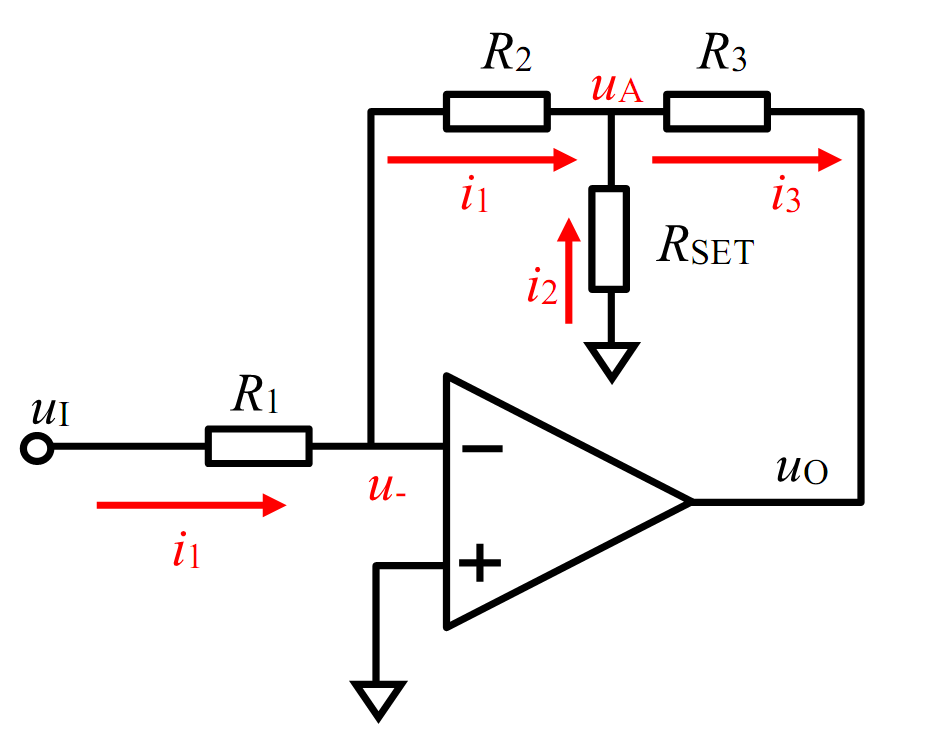 R2
uA
R3
i1
i3
RSET
i2
R1
uI
−
uO
u-
i1
+